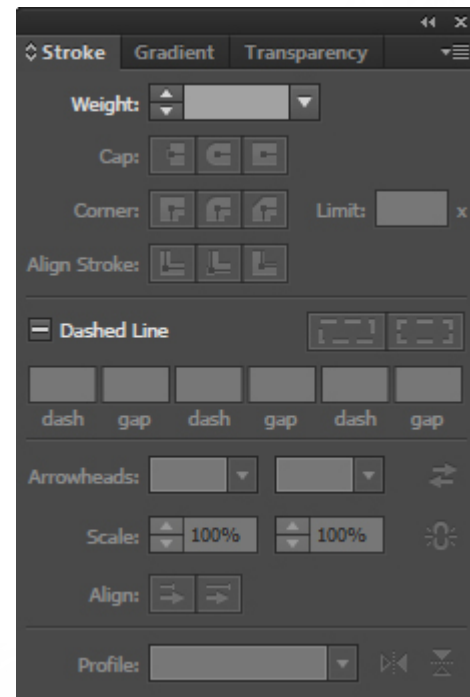 Stroke Gradient Transparency
Weight:
Cap:
Corner: Limit: x
Align Stroke:
Dashed Line
dash gap dash gap dash gap
Arrowheads:
Scale: 100% 100%
Align:
Profile: